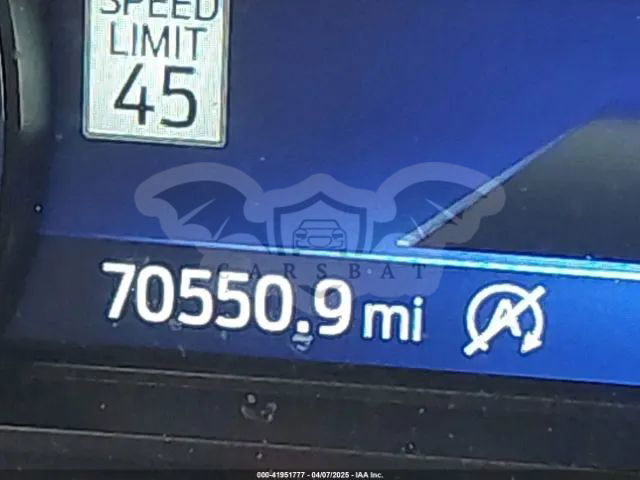 SPEED
LIMIT
45
CARSBAT
70550.9 mi
A
000-41951777 - 04/07/2025 - IAA Inc.